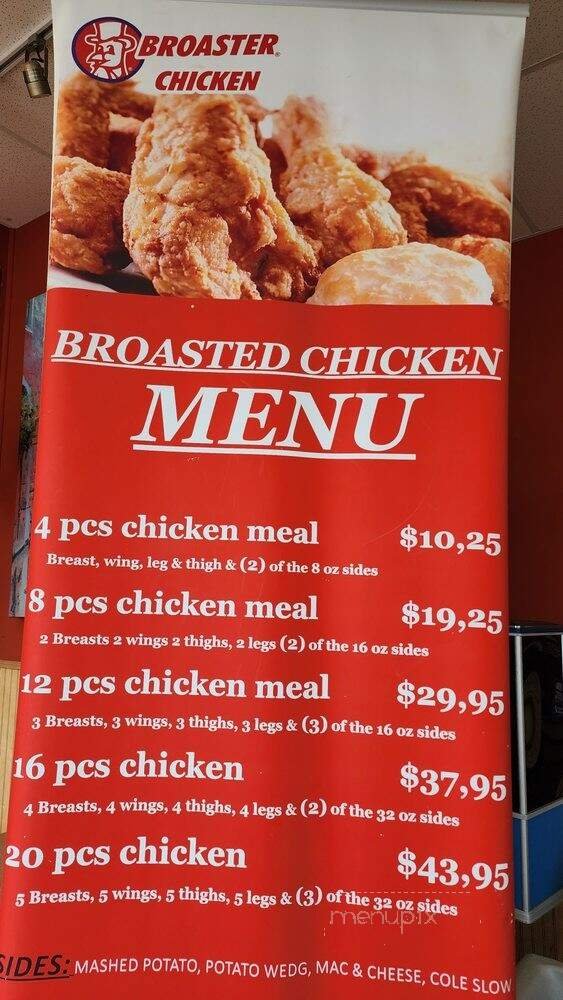 BROASTER
CHICKEN
BROASTED CHICKEN
MENU
4 pcs chicken meal $10,25
Breast, wing, leg & thigh & (2) of the 8 oz sides
8 pcs chicken meal $19,25
2 Breasts 2 wings 2 thighs, 2 legs (2) of the 16 oz sides
12 pcs chicken meal $29,95
3 Breasts, 3 wings, 3 thighs, 3 legs & (3) of the 16 oz sides
16 pcs chicken $37,95
4 Breasts, 4 wings, 4 thighs, 4 legs & (2) of the 32 oz sides
20 pcs chicken $43,95
5 Breasts, 5 wings, 5 thighs, 5 legs & (3) of the 32 oz sides
menupix
SIDES: MASHED POTATO, POTATO WEDG, MAC & CHEESE, COLE SLOW